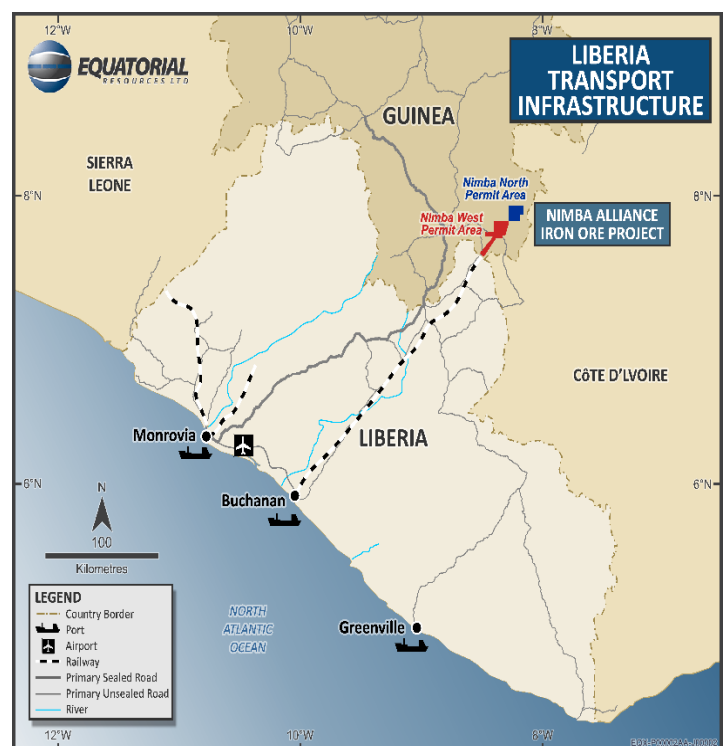 12°W
10°W
8°W
EQUATORIAL
RESOURCES LTD
LIBERIA
TRANSPORT
INFRASTRUCTURE
GUINEA
SIERRA
LEONE
8°N
8°N
Nimba North
Permit Area
Nimba West
Permit Area
NIMBA ALLIANCE
IRON ORE PROJECT
CôTE D'LVOIRE
Monrovia
LIBERIA
6°N
6°N
Buchanan
N
100
Kilometres
LEGEND
Country Border
Port
Airport
Railway
Primary Sealed Road
Primary Unsealed Road
River
NORTH
ATLANTIC
OCEAN
Greenville
12°W
10°W
8°W